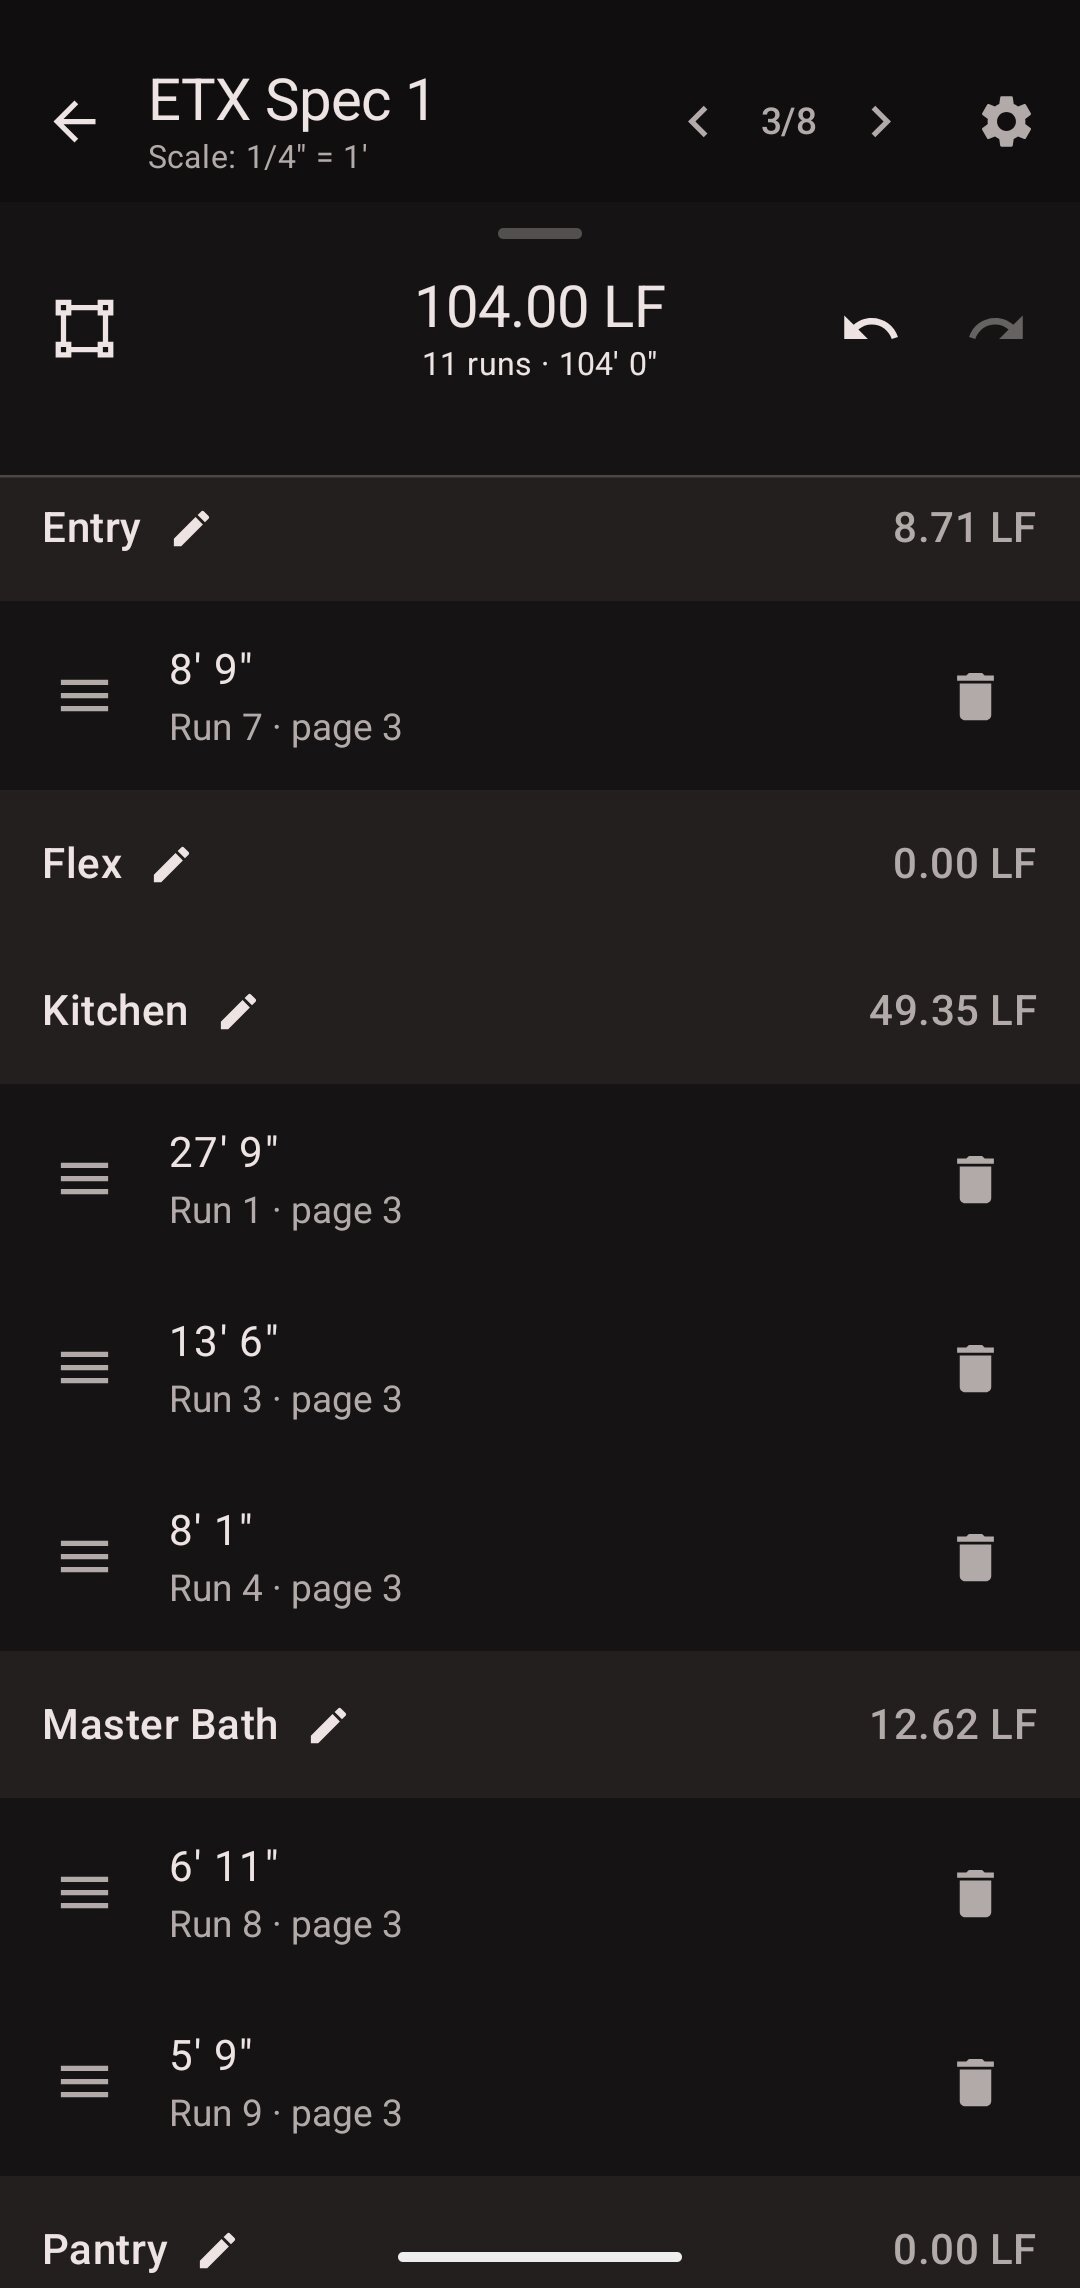 ETX Spec 1
Scale: 1/4" = 1'
3/8
104.00 LF
11 runs · 104' 0"
Entry 8.71 LF
8' 9"
Run 7 · page 3
Flex 0.00 LF
Kitchen 49.35 LF
27' 9"
Run 1 · page 3
13' 6"
Run 3 · page 3
8' 1"
Run 4 · page 3
Master Bath 12.62 LF
6' 11"
Run 8 · page 3
5' 9"
Run 9 · page 3
Pantry 0.00 LF